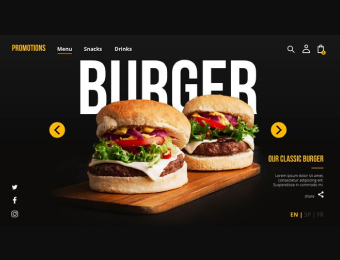 PROMOTIONS
Menu
Snacks
Drinks
BURGER
OUR CLASSIC BURGER
Lorem ipsum dolor sit amet,
consectetur adipiscing elit.
Suspendisse in commodo mi.
share
EN | SP | FR